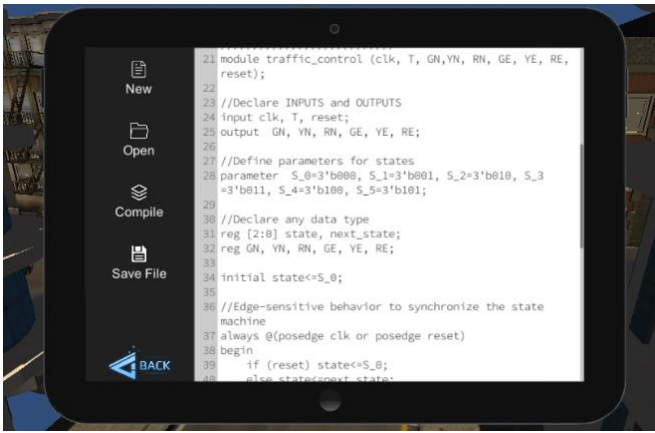 New
Open
Compile
Save File
BACK
21 module traffic_control (clk, T, GN,YN, RN, GE, YE, RE,
reset);
22
23 //Declare INPUTS and OUTPUTS
24 input clk, T, reset;
25 output  GN, YN, RN, GE, YE, RE;
26
27 //Define parameters for states
28 parameter  S_0=3'b000, S_1=3'b001, S_2=3'b010, S_3
=3'b011, S_4=3'b100, S_5=3'b101;
29
30 //Declare any data type
31 reg [2:0] state, next_state;
32 reg GN, YN, RN, GE, YE, RE;
33
34 initial state<=S_0;
35
36 //Edge-sensitive behavior to synchronize the state
machine
37 always @(posedge clk or posedge reset)
38 begin
39     if (reset) state<=S_0;
40     else state<=next_state;